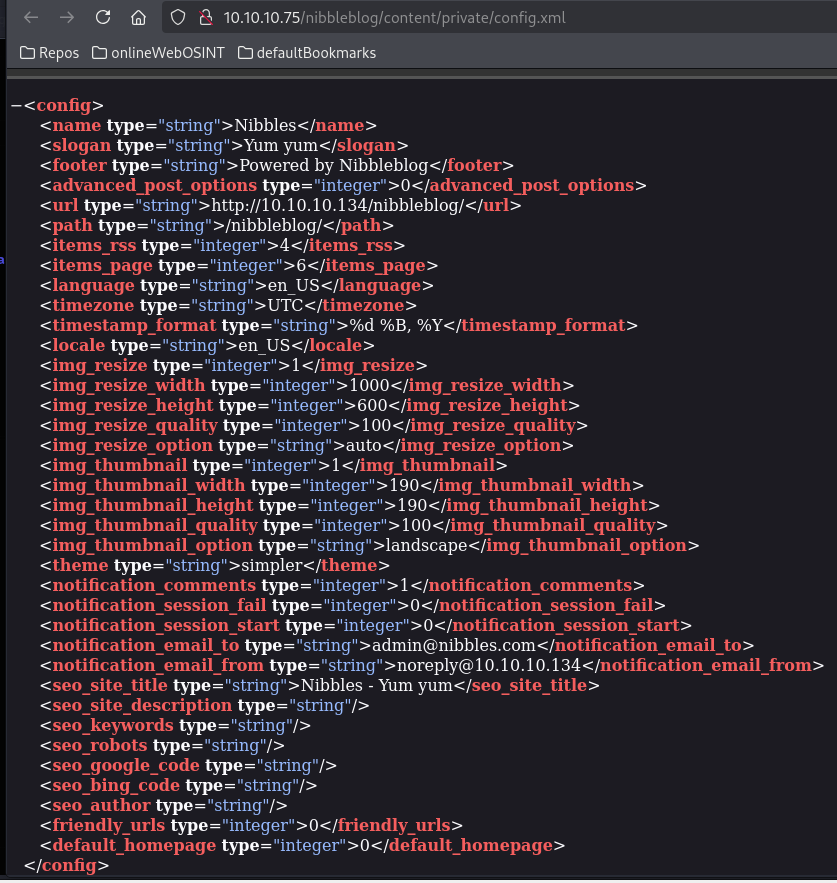 10.10.10.75/nibbleblog/content/private/config.xml
Repos onlineWebOSINT defaultBookmarks
−<config>
<name type="string">Nibbles</name>
<slogan type="string">Yum yum</slogan>
<footer type="string">Powered by Nibbleblog</footer>
<advanced_post_options type="integer">0</advanced_post_options>
<url type="string">http://10.10.10.134/nibbleblog/</url>
<path type="string">/nibbleblog/</path>
<items_rss type="integer">4</items_rss>
<items_page type="integer">6</items_page>
<language type="string">en_US</language>
<timezone type="string">UTC</timezone>
<timestamp_format type="string">%d %B, %Y</timestamp_format>
<locale type="string">en_US</locale>
<img_resize type="integer">1</img_resize>
<img_resize_width type="integer">1000</img_resize_width>
<img_resize_height type="integer">600</img_resize_height>
<img_resize_quality type="integer">100</img_resize_quality>
<img_resize_option type="string">auto</img_resize_option>
<img_thumbnail type="integer">1</img_thumbnail>
<img_thumbnail_width type="integer">190</img_thumbnail_width>
<img_thumbnail_height type="integer">190</img_thumbnail_height>
<img_thumbnail_quality type="integer">100</img_thumbnail_quality>
<img_thumbnail_option type="string">landscape</img_thumbnail_option>
<theme type="string">simpler</theme>
<notification_comments type="integer">1</notification_comments>
<notification_session_fail type="integer">0</notification_session_fail>
<notification_session_start type="integer">0</notification_session_start>
<notification_email_to type="string">admin@nibbles.com</notification_email_to>
<notification_email_from type="string">noreply@10.10.10.134</notification_email_from>
<seo_site_title type="string">Nibbles - Yum yum</seo_site_title>
<seo_site_description type="string"/>
<seo_keywords type="string"/>
<seo_robots type="string"/>
<seo_google_code type="string"/>
<seo_bing_code type="string"/>
<seo_author type="string"/>
<friendly_urls type="integer">0</friendly_urls>
<default_homepage type="integer">0</default_homepage>
</config>